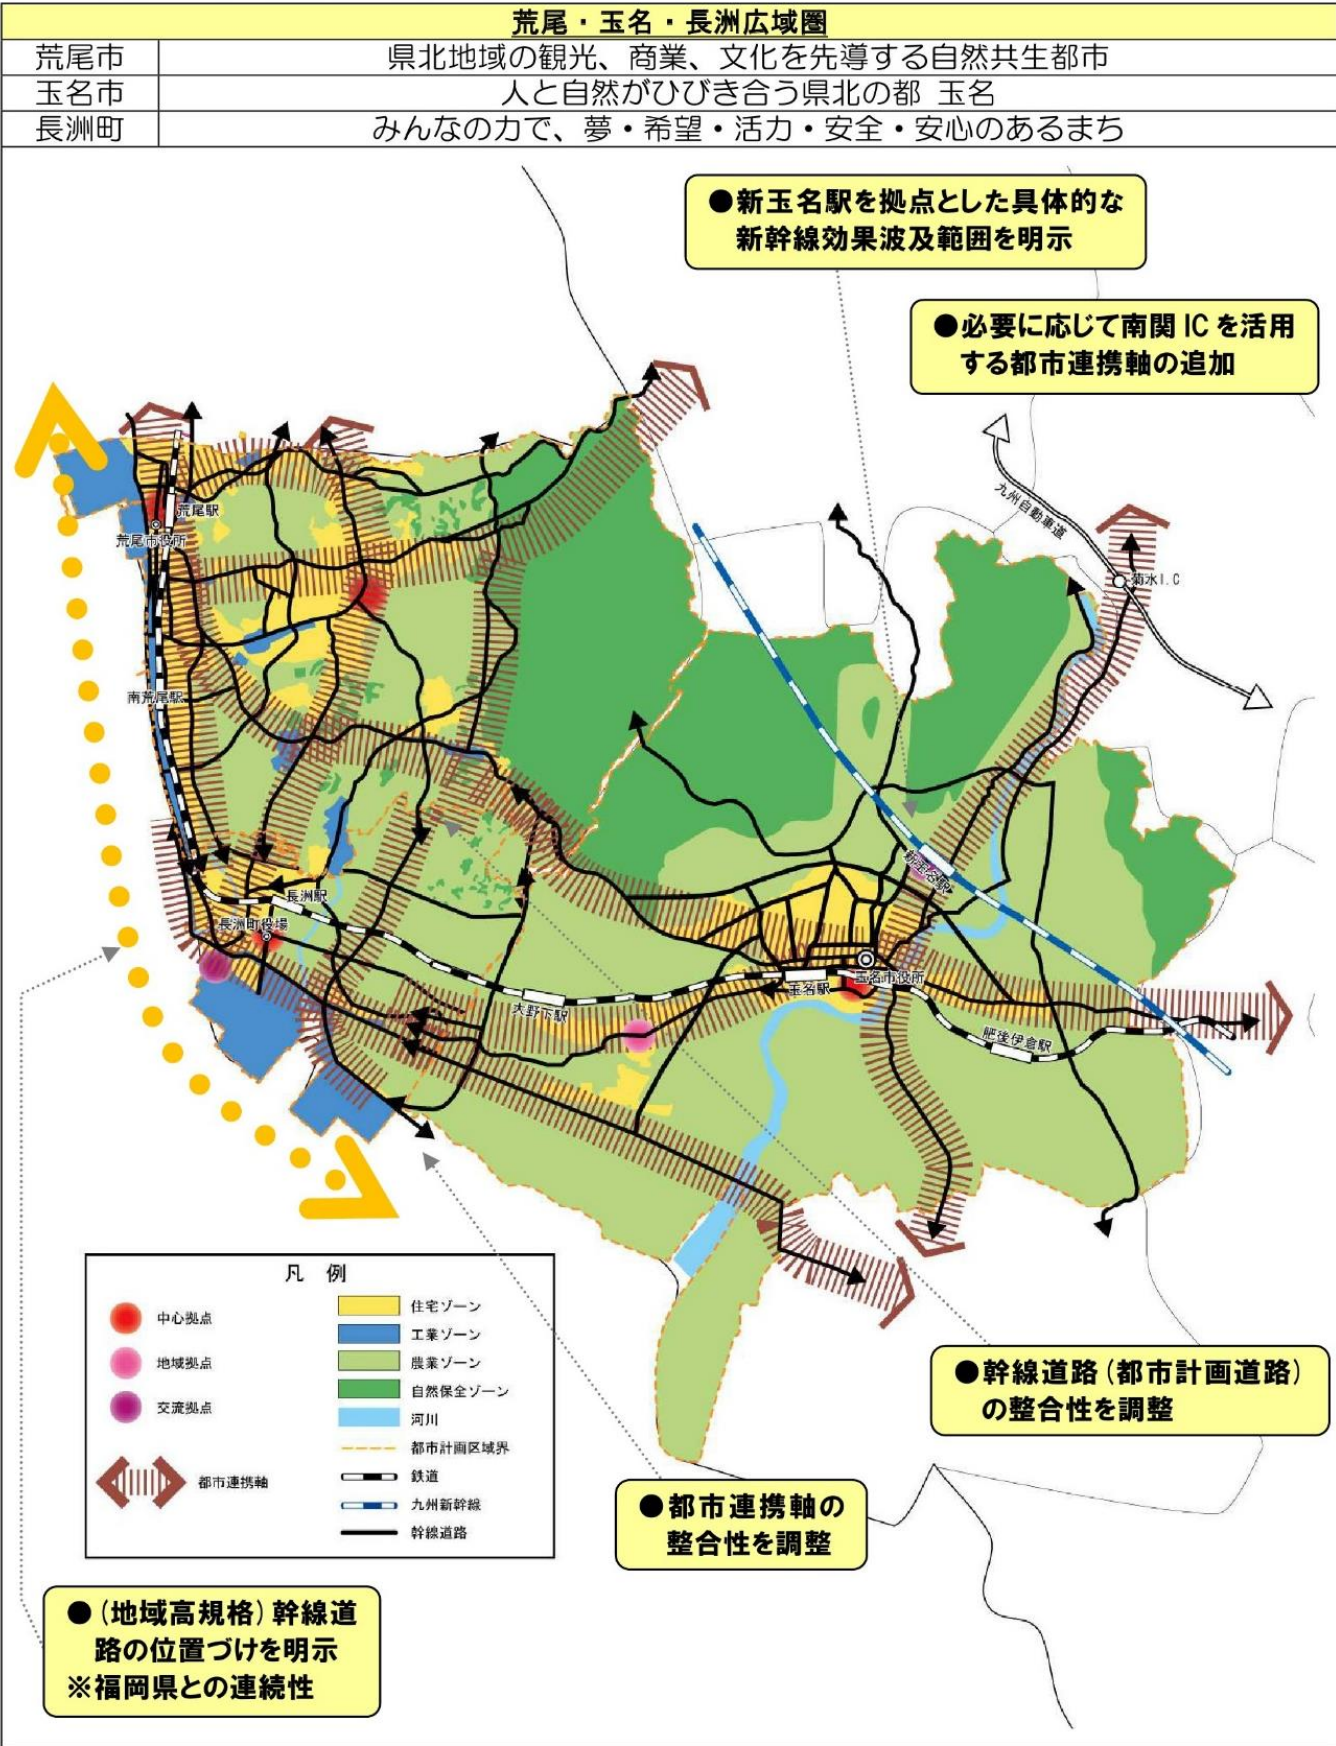 荒尾・玉名・長洲広域圏
荒尾市 県北地域の観光、商業、文化を先導する自然共生都市
玉名市 人と自然がひびき合う県北の都 玉名
長洲町 みんなの力で、夢・希望・活力・安全・安心のあるまち
●新玉名駅を拠点とした具体的な
新幹線効果波及範囲を明示
●必要に応じて南関 IC を活用
する都市連携軸の追加
九州自動車道
荒尾駅
荒尾市役所
菊水I.C
南荒尾駅
新玉名駅
長洲駅
長洲町役場
玉名市役所
玉名駅
大野下駅
肥後伊倉駅
凡 例
中心拠点
地域拠点
交流拠点
都市連携軸
住宅ゾーン
工業ゾーン
農業ゾーン
自然保全ゾーン
河川
都市計画区域界
鉄道
九州新幹線
幹線道路
●幹線道路(都市計画道路)
の整合性を調整
●都市連携軸の
整合性を調整
●(地域高規格)幹線道
路の位置づけを明示
※福岡県との連続性